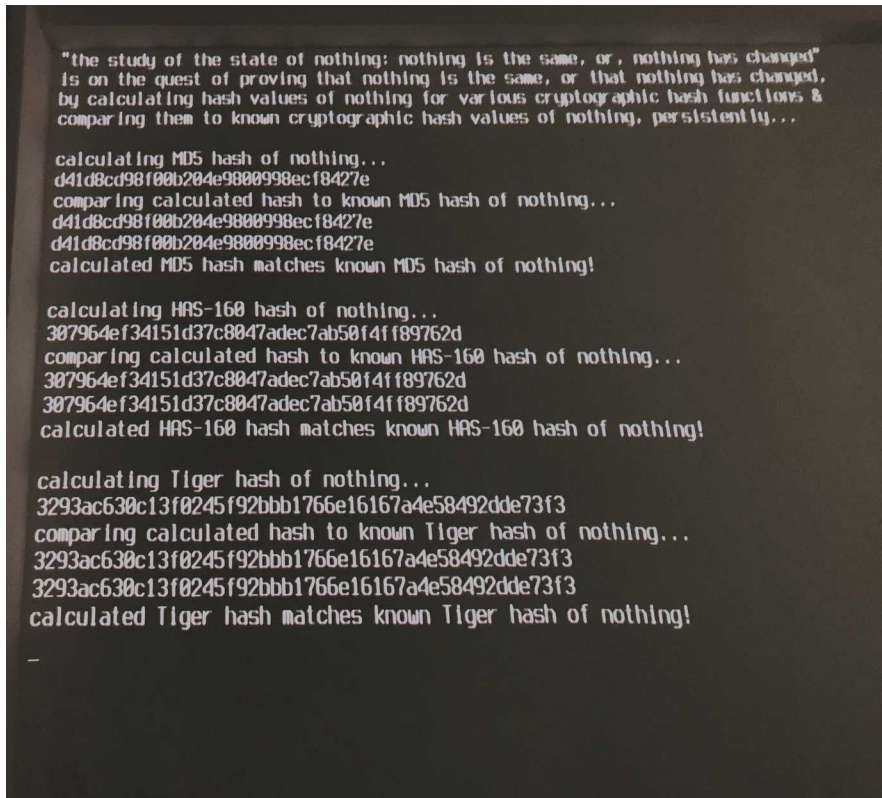 "the study of the state of nothing: nothing is the same, or, nothing has changed"
is on the quest of proving that nothing is the same, or that nothing has changed,
by calculating hash values of nothing for various cryptographic hash functions &
comparing them to known cryptographic hash values of nothing, persistently...
calculating MD5 hash of nothing...
d41d8cd98f00b204e9800998ecf8427e
comparing calculated hash to known MD5 hash of nothing...
d41d8cd98f00b204e9800998ecf8427e
d41d8cd98f00b204e9800998ecf8427e
calculated MD5 hash matches known MD5 hash of nothing!
calculating HAS-160 hash of nothing...
307964ef34151d37c8047adec7ab50f4ff89762d
comparing calculated hash to known HAS-160 hash of nothing...
307964ef34151d37c8047adec7ab50f4ff89762d
307964ef34151d37c8047adec7ab50f4ff89762d
calculated HAS-160 hash matches known HAS-160 hash of nothing!
calculating Tiger hash of nothing...
3293ac630c13f0245f92bbb1766e16167a4e58492dde73f3
comparing calculated hash to known Tiger hash of nothing...
3293ac630c13f0245f92bbb1766e16167a4e58492dde73f3
3293ac630c13f0245f92bbb1766e16167a4e58492dde73f3
calculated Tiger hash matches known Tiger hash of nothing!
_